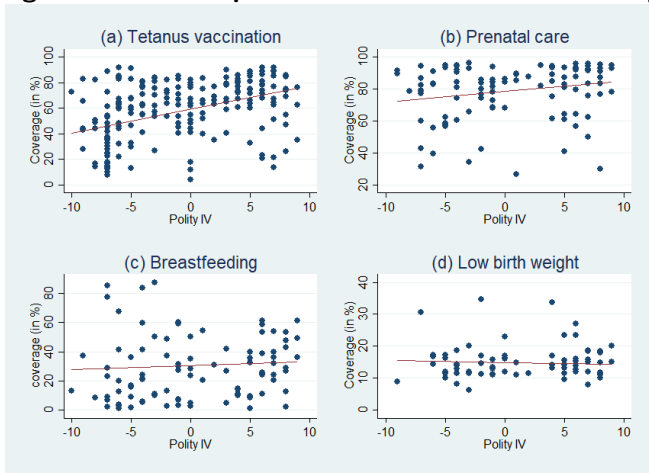 (a) Tetanus vaccination
Coverage (in %)
0 20 40 60 80 100
-10 -5 0 5 10
Polity IV
(b) Prenatal care
Coverage (in %)
20 40 60 80 100
-10 -5 0 5 10
Polity IV
(c) Breastfeeding
coverage (in %)
0 20 40 60 80
-10 -5 0 5 10
Polity IV
(d) Low birth weight
Coverage (in %)
0 10 20 30 40
-10 -5 0 5 10
Polity IV